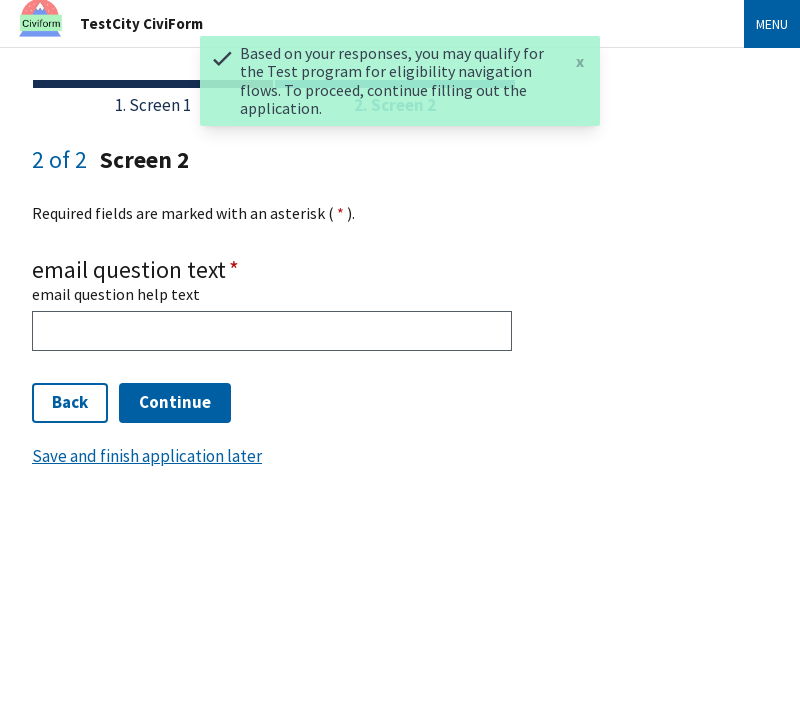 Civiform
TestCity CiviForm
MENU
Based on your responses, you may qualify for
the Test program for eligibility navigation
flows. To proceed, continue filling out the
application.
x
1. Screen 1
2. Screen 2
2 of 2 Screen 2
Required fields are marked with an asterisk ( * ).
email question text *
email question help text
Back
Continue
Save and finish application later